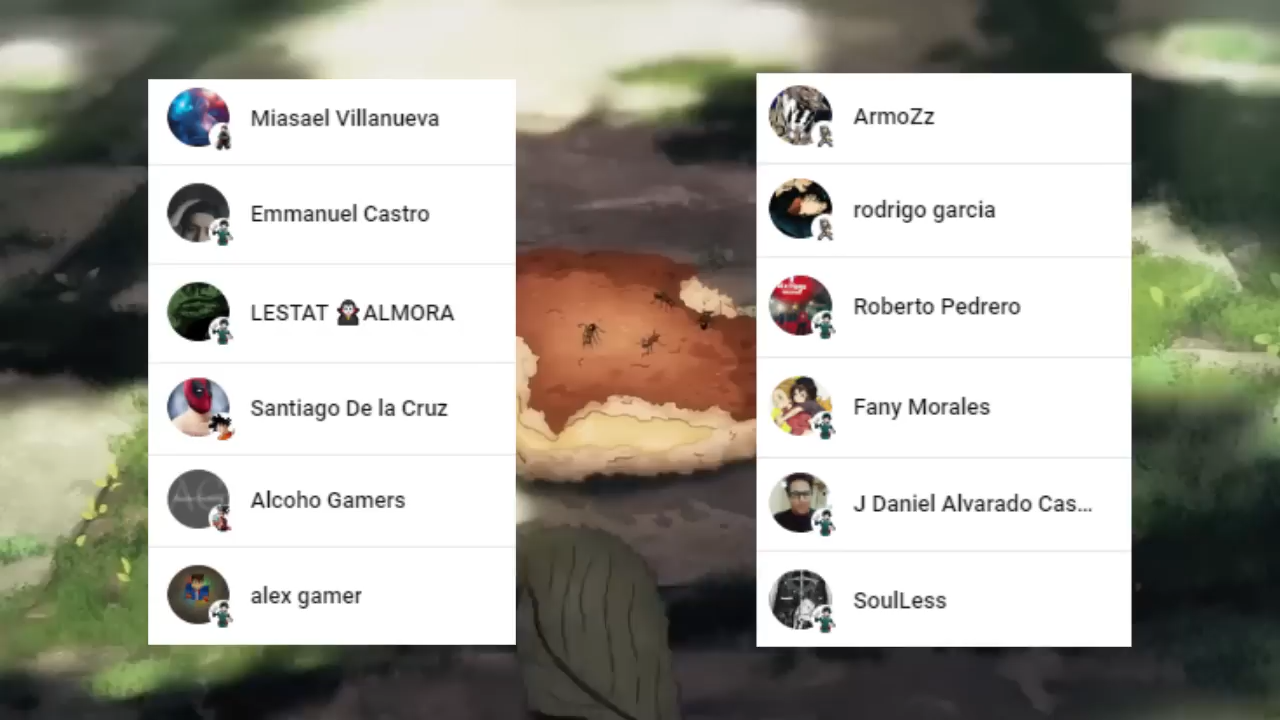 Miasael Villanueva
Emmanuel Castro
LESTAT 🧛🏻‍♂️ALMORA
Santiago De la Cruz
Alcoho Gamers
alex gamer
ArmoZz
rodrigo garcia
Roberto Pedrero
Fany Morales
J Daniel Alvarado Cas...
SoulLess